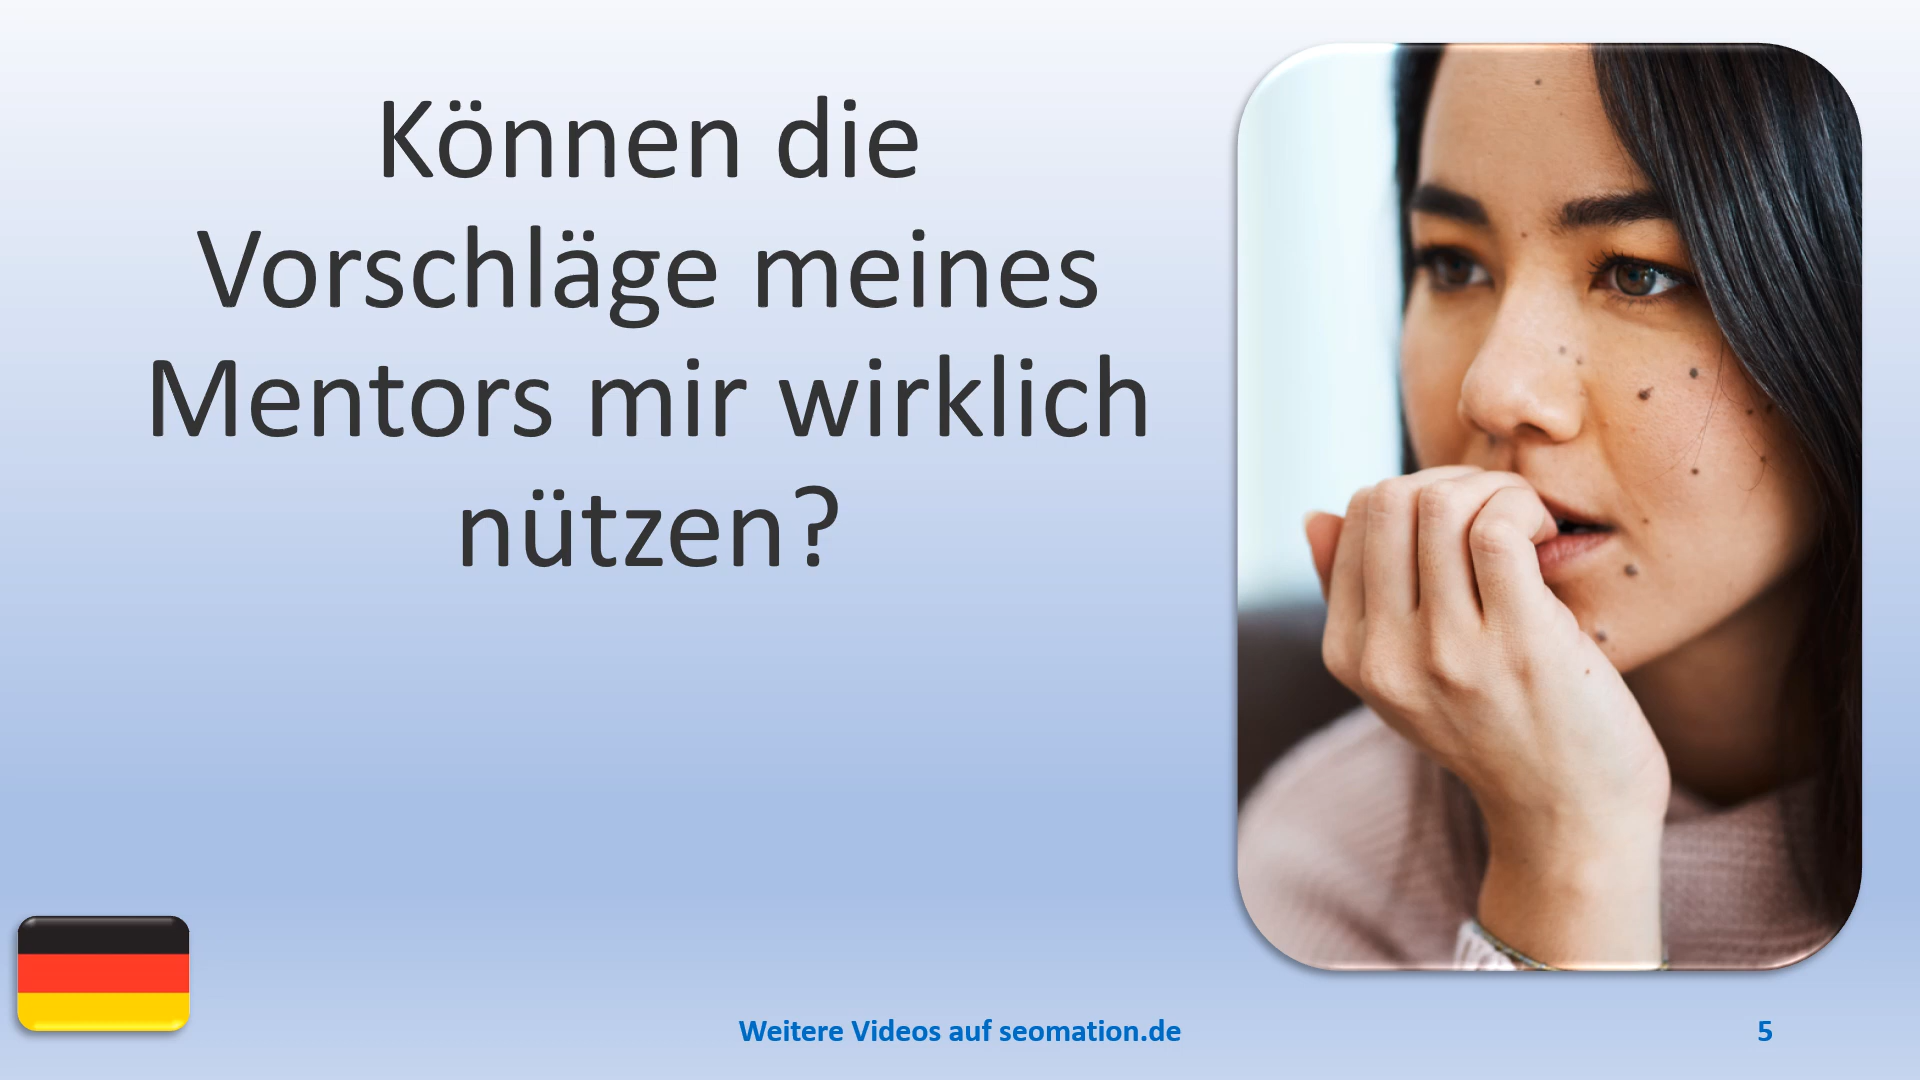 Können die
Vorschläge meines
Mentors mir wirklich
nützen?
Weitere Videos auf seomation.de
5